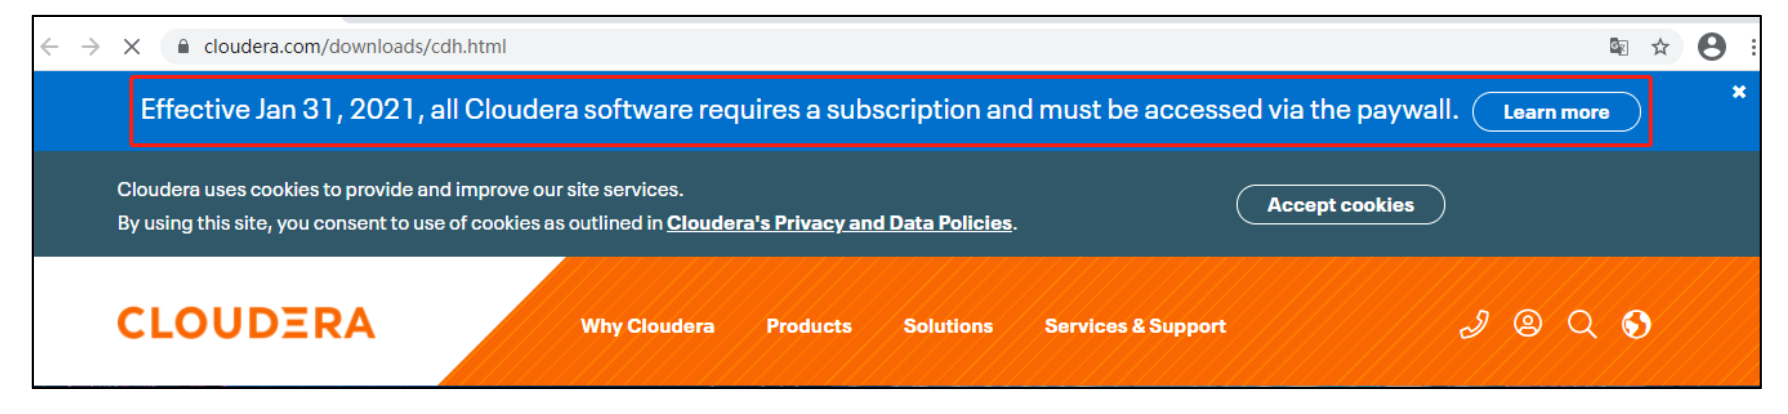 cloudera.com/downloads/cdh.html
Effective Jan 31, 2021, all Cloudera software requires a subscription and must be accessed via the paywall. Learn more
Cloudera uses cookies to provide and improve our site services.
By using this site, you consent to use of cookies as outlined in Cloudera's Privacy and Data Policies.
Accept cookies
CLOUDERA
Why Cloudera Products Solutions Services & Support